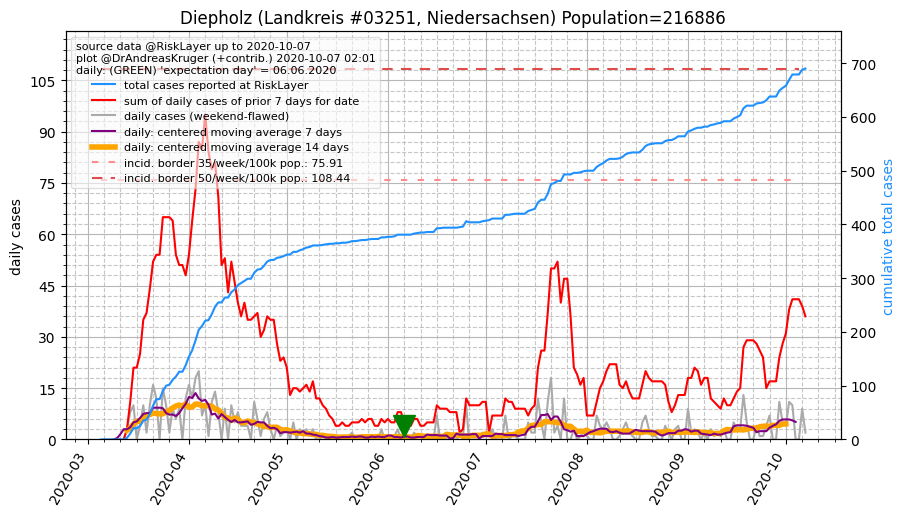 Diepholz (Landkreis #03251, Niedersachsen) Population=216886
source data @RiskLayer up to 2020-10-07
plot @DrAndreasKruger (+contrib.) 2020-10-07 02:01
daily: (GREEN) 'expectation day' = 06.06.2020
total cases reported at RiskLayer
sum of daily cases of prior 7 days for date
daily cases (weekend-flawed)
daily: centered moving average 7 days
daily: centered moving average 14 days
incid. border 35/week/100k pop.: 75.91
incid. border 50/week/100k pop.: 108.44
daily cases
105
90
75
60
45
30
15
0
cumulative total cases
700
600
500
400
300
200
100
0
2020-03
2020-04
2020-05
2020-06
2020-07
2020-08
2020-09
2020-10